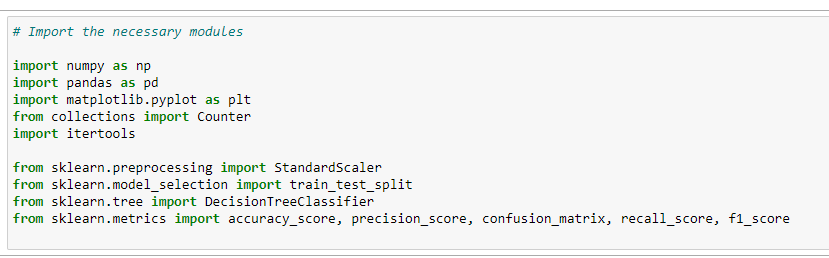 # Import the necessary modules
import numpy as np
import pandas as pd
import matplotlib.pyplot as plt
from collections import Counter
import itertools
from sklearn.preprocessing import StandardScaler
from sklearn.model_selection import train_test_split
from sklearn.tree import DecisionTreeClassifier
from sklearn.metrics import accuracy_score, precision_score, confusion_matrix, recall_score, f1_score